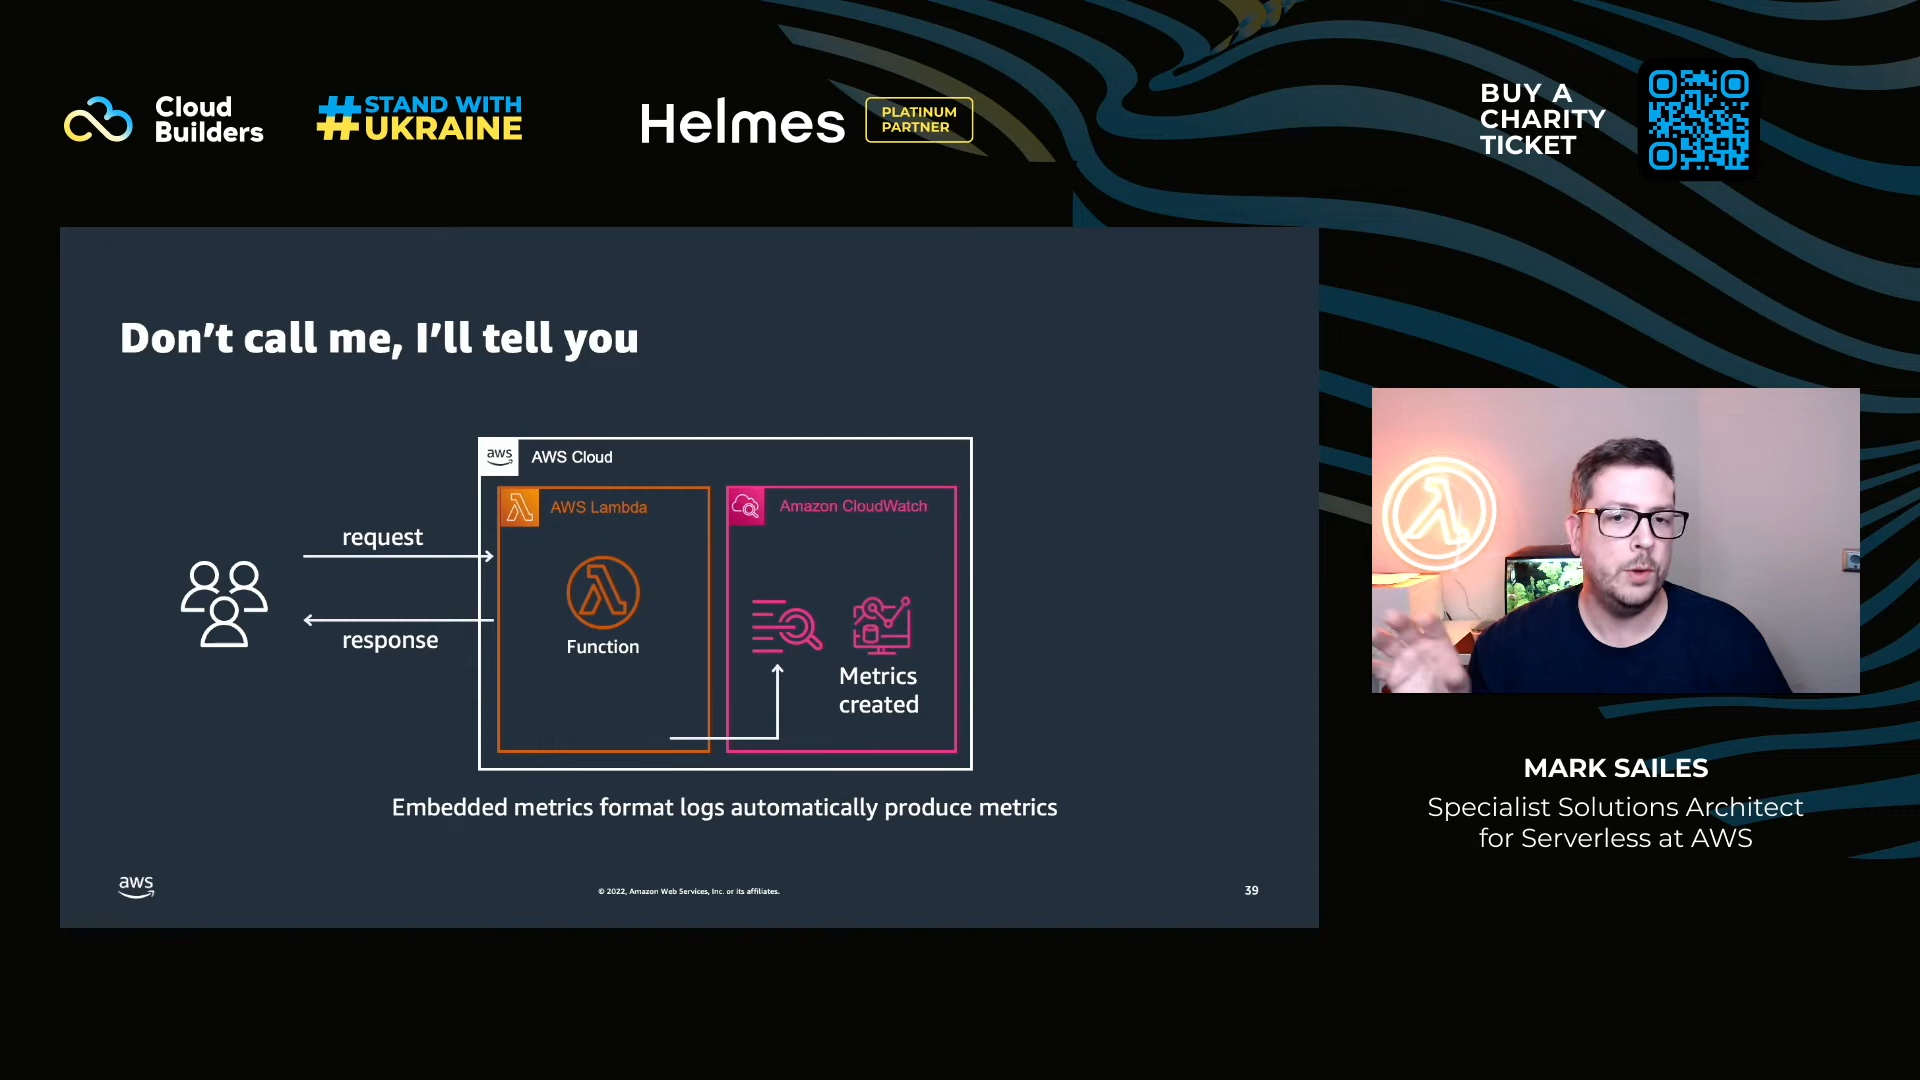 Cloud
Builders
#STAND WITH
UKRAINE
Helmes
PLATINUM
PARTNER
BUY A
CHARITY
TICKET
Don't call me, I'll tell you
aws
AWS Cloud
AWS Lambda
Amazon CloudWatch
request
response
Function
Metrics
created
Embedded metrics format logs automatically produce metrics
aws
© 2022, Amazon Web Services, Inc. or its affiliates.
39
MARK SAILES
Specialist Solutions Architect
for Serverless at AWS